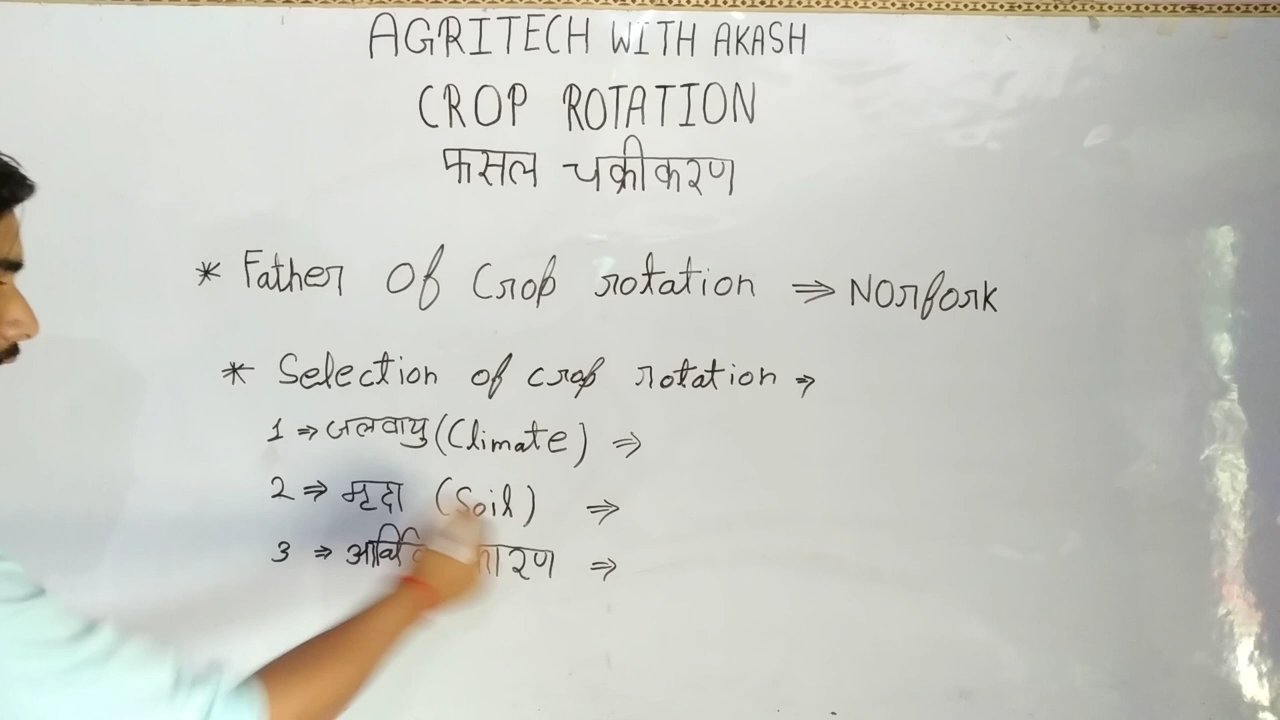 AGRITECH WITH AKASH
CROP ROTATION
फसल चक्रीकरण
* Father Of Crop rotation ⇒ NORfORK
* Selection of crop rotation ⇒
1 ⇒ जलवायु (Climate) ⇒
2 ⇒ मृदा (Soil) ⇒
3 ⇒ कारण ⇒